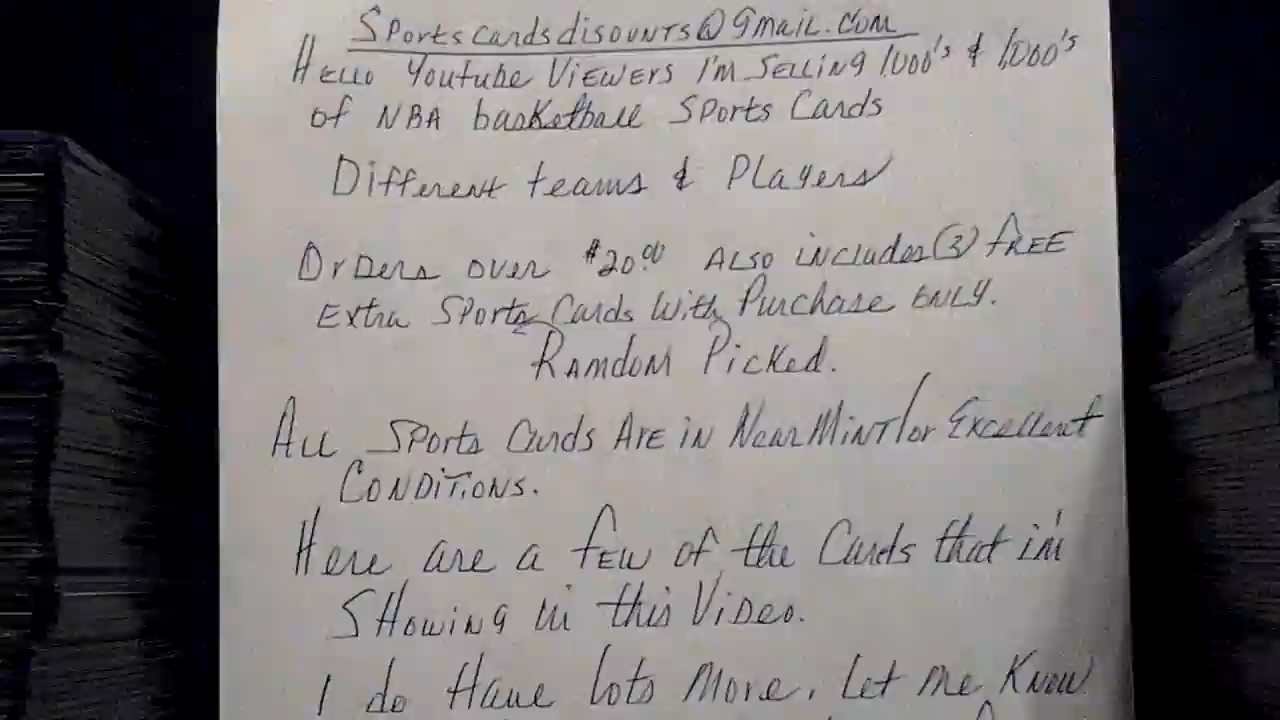 Sportscardsdisounts@gmail.com
Hello Youtube Viewers I'm Selling 1000's & 1,000's
of NBA basketball Sports Cards
Different teams & Players
Orders over $20.00 Also includes (3) FREE
Extra Sports Cards With Purchase ONLY.
Ramdom Picked.
All Sports Cards Are in Near Mint/or Excellent
Conditions.
Here are a few of the Cards that i'm
Showing in this Video.
I do Have lots More, Let Me Know